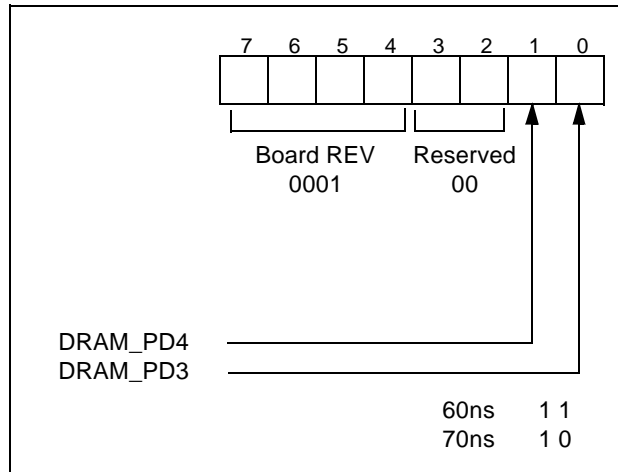 7 6 5 4 3 2 1 0
Board REV Reserved
0001 00
DRAM_PD4
DRAM_PD3
60ns 1 1
70ns 1 0